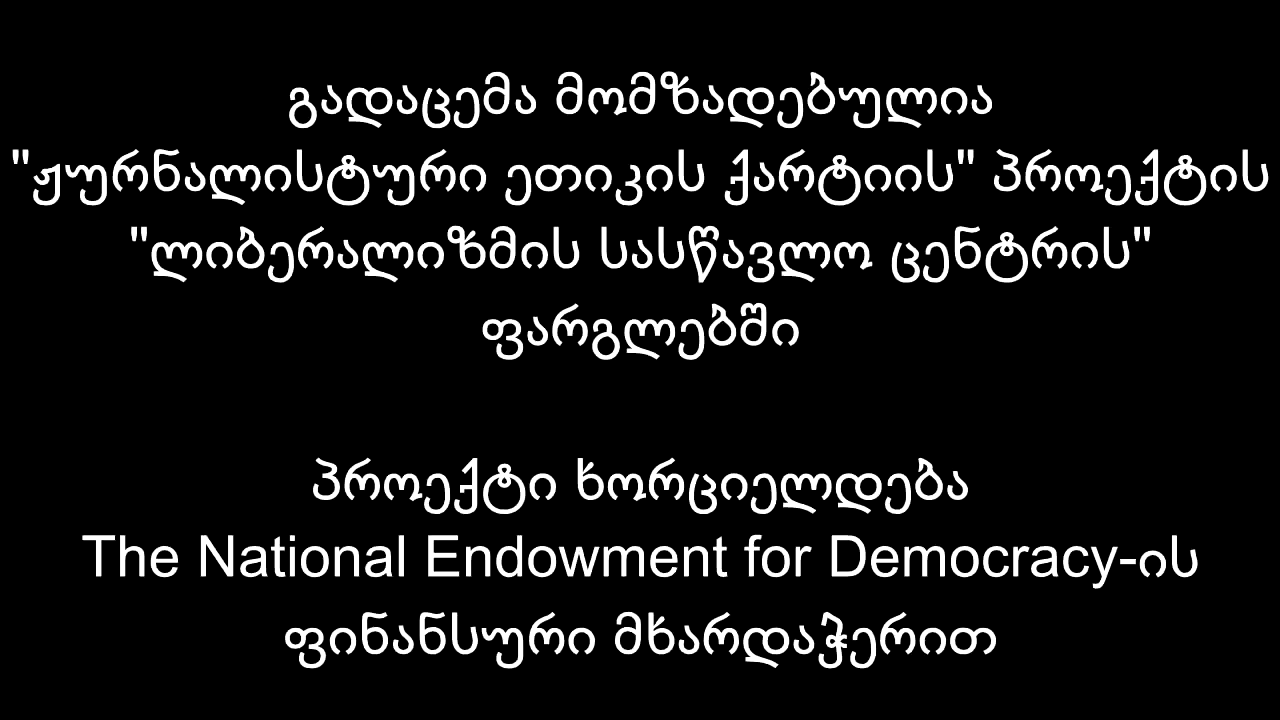 გადაცემა მომზადებულია
"ჟურნალისტური ეთიკის ქარტიის" პროექტის
"ლიბერალიზმის სასწავლო ცენტრის"
ფარგლებში
პროექტი ხორციელდება
The National Endowment for Democracy-ის
ფინანსური მხარდაჭერით